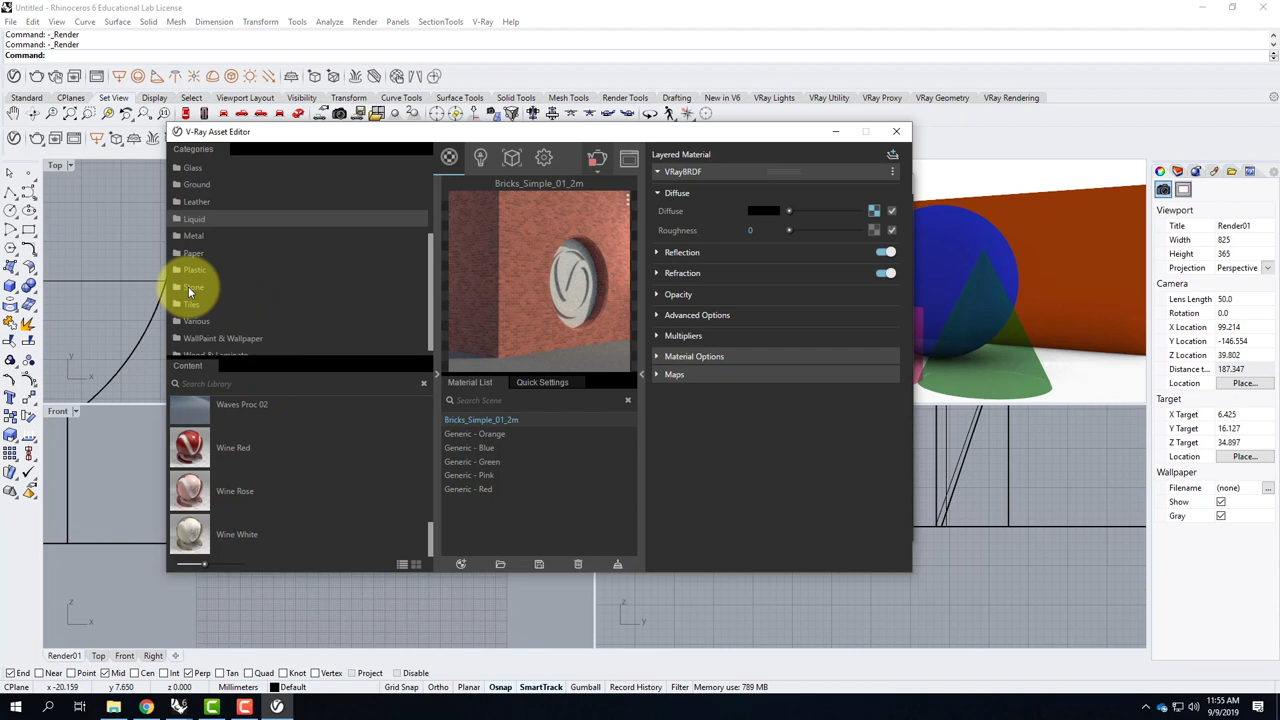 Untitled - Rhinoceros 6 Educational Lab License
File Edit View Curve Surface Solid Mesh Dimension Transform Tools Analyze Render Panels SectionTools V-Ray Help
Command: -_Render
Command: -_Render
Command:
Standard CPlanes Set View Display Select Viewport Layout Visibility Transform Curve Tools Surface Tools Solid Tools Mesh Tools Render Tools Drafting New in V6 VRay Lights VRay Utility VRay Proxy VRay Geometry VRay Rendering
V-Ray Asset Editor
Categories
Glass
Ground
Leather
Liquid
Metal
Paper
Plastic
Stone
Tiles
Various
WallPaint & Wallpaper
Wood & Laminate
Content
Search Library
Waves Proc 02
Wine Red
Wine Rose
Wine White
Bricks_Simple_01_2m
Material List Quick Settings
Search Scene
Bricks_Simple_01_2m
Generic - Orange
Generic - Blue
Generic - Green
Generic - Pink
Generic - Red
Layered Material
VRayBRDF
Diffuse
Diffuse
Roughness 0
Reflection
Refraction
Opacity
Advanced Options
Multipliers
Material Options
Maps
Top
Front
y
x
z
x
z
y
Viewport
Title Render01
Width 825
Height 365
Projection Perspective
Camera
Lens Length 50.0
Rotation 0.0
X Location 99.214
Y Location -146.554
Z Location 39.802
Distance t... 187.347
Location Place...
Target
X Target 6.425
Y Target 16.127
Z Target 34.897
Location Place...
Wallpaper
Filename (none) ...
Show
Gray
Render01 Top Front Right
End Near Point Mid Cen Int Perp Tan Quad Knot Vertex Project Disable
CPlane x -20.159 y 7.650 z 0.000 Millimeters Default Grid Snap Ortho Planar Osnap SmartTrack Gumball Record History Filter Memory use: 789 MB
11:55 AM
9/9/2019